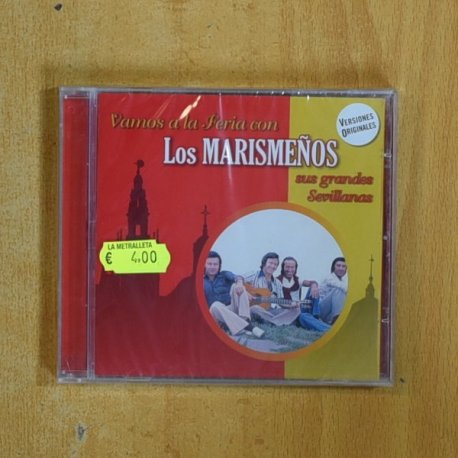 Vamos a la Feria con
Los MARISMEÑOS
sus grandes
Sevillanas
VERSIONES
ORIGINALES
LA METRALLETA
€ 4.00